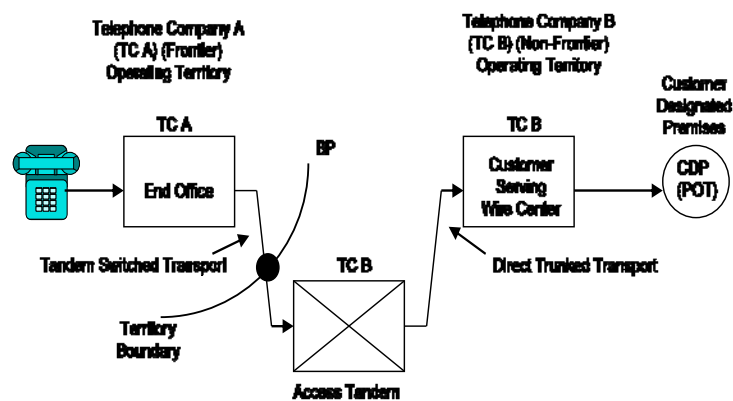 Telephone Company A
(TC A) (Frontier)
Operating Territory
Telephone Company B
(TC B) (Non-Frontier)
Operating Territory
Customer
Designated
Premises
TC A
End Office
BP
TC B
Customer
Serving
Wire Center
CDP
(POT)
Tandem Switched Transport
TC B
Direct Trunked Transport
Territory
Boundary
Access Tandem